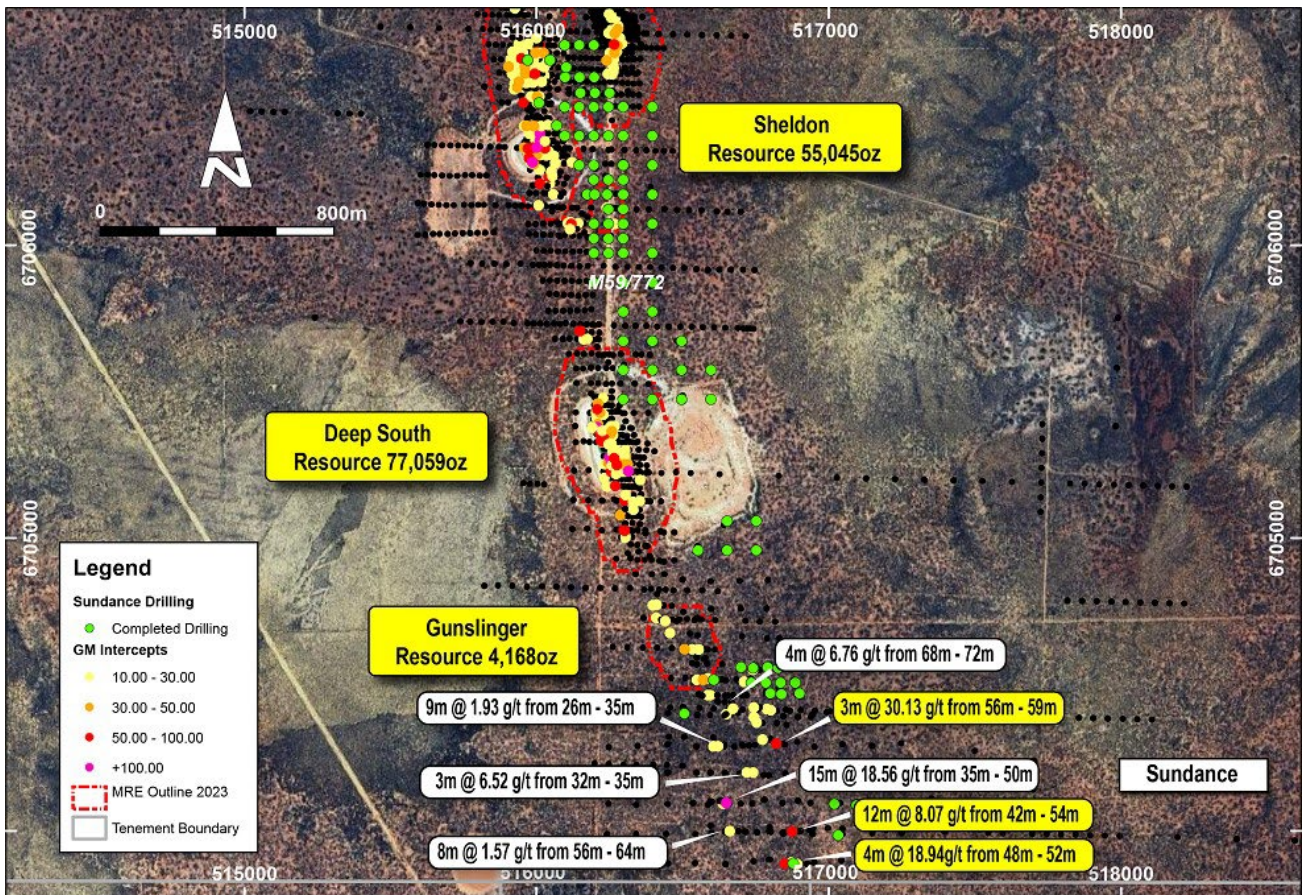 515000
516000
517000
518000
N
0
800m
Sheldon
Resource 55,045oz
6706000
6706000
M59/772
Deep South
Resource 77,059oz
6705000
6705000
Legend
Sundance Drilling
Completed Drilling
GM Intercepts
10.00 - 30.00
30.00 - 50.00
50.00 - 100.00
+100.00
MRE Outline 2023
Tenement Boundary
Gunslinger
Resource 4,168oz
4m @ 6.76 g/t from 68m - 72m
9m @ 1.93 g/t from 26m - 35m
3m @ 30.13 g/t from 56m - 59m
3m @ 6.52 g/t from 32m - 35m
15m @ 18.56 g/t from 35m - 50m
Sundance
12m @ 8.07 g/t from 42m - 54m
8m @ 1.57 g/t from 56m - 64m
4m @ 18.94g/t from 48m - 52m
515000
516000
517000
518000